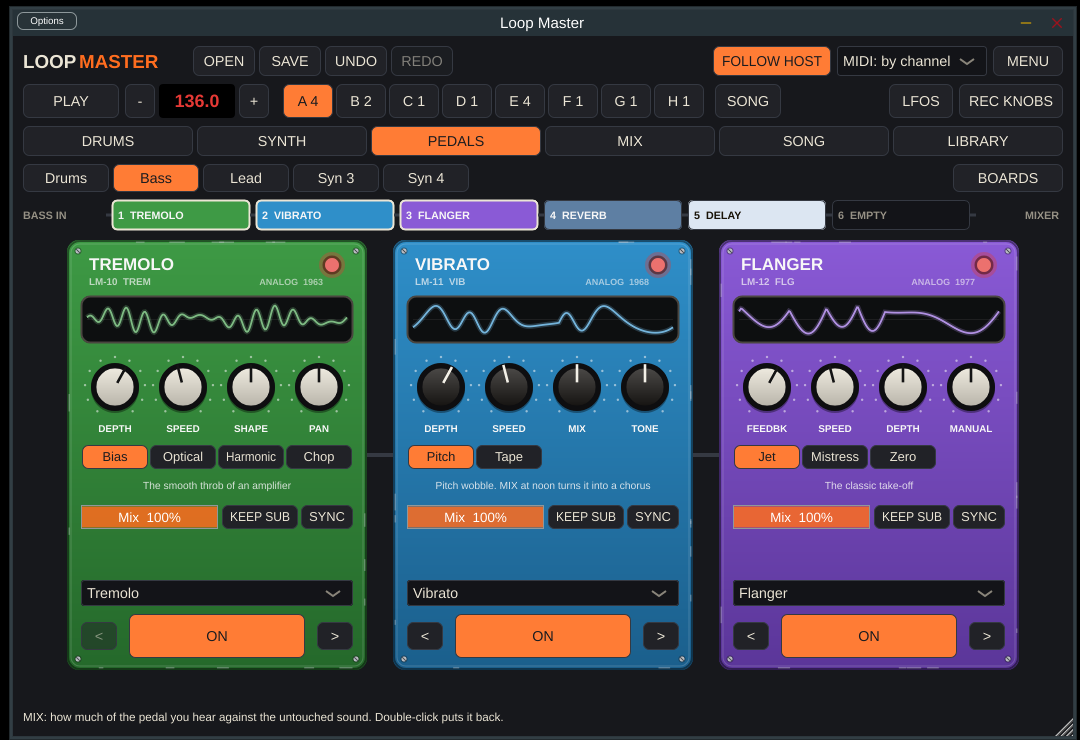 Options
Loop Master
LOOPMASTER OPEN SAVE UNDO REDO FOLLOW HOST MIDI: by channel MENU
PLAY - 136.0 + A 4 B 2 C 1 D 1 E 4 F 1 G 1 H 1 SONG LFOS REC KNOBS
DRUMS SYNTH PEDALS MIX SONG LIBRARY
Drums Bass Lead Syn 3 Syn 4 BOARDS
BASS IN 1 TREMOLO 2 VIBRATO 3 FLANGER 4 REVERB 5 DELAY 6 EMPTY MIXER
TREMOLO
LM-10 TREM ANALOG 1963
DEPTH SPEED SHAPE PAN
Bias Optical Harmonic Chop
The smooth throb of an amplifier
Mix 100% KEEP SUB SYNC
Tremolo
< ON >
VIBRATO
LM-11 VIB ANALOG 1968
DEPTH SPEED MIX TONE
Pitch Tape
Pitch wobble. MIX at noon turns it into a chorus
Mix 100% KEEP SUB SYNC
Vibrato
< ON >
FLANGER
LM-12 FLG ANALOG 1977
FEEDBK SPEED DEPTH MANUAL
Jet Mistress Zero
The classic take-off
Mix 100% KEEP SUB SYNC
Flanger
< ON >
MIX: how much of the pedal you hear against the untouched sound. Double-click puts it back.